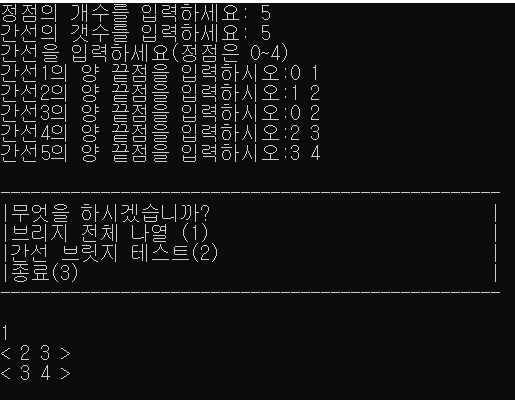 정점의 개수를 입력하세요: 5
간선의 갯수를 입력하세요: 5
간선을 입력하세요(정점은 0~4)
간선1의 양 끝점을 입력하시오:0 1
간선2의 양 끝점을 입력하시오:1 2
간선3의 양 끝점을 입력하시오:0 2
간선4의 양 끝점을 입력하시오:2 3
간선5의 양 끝점을 입력하시오:3 4
--------------------------------------------------
|무엇을 하시겠습니까? |
|브리지 전체 나열 (1) |
|간선 브릿지 테스트(2) |
|종료(3) |
--------------------------------------------------
1
< 2 3 >
< 3 4 >